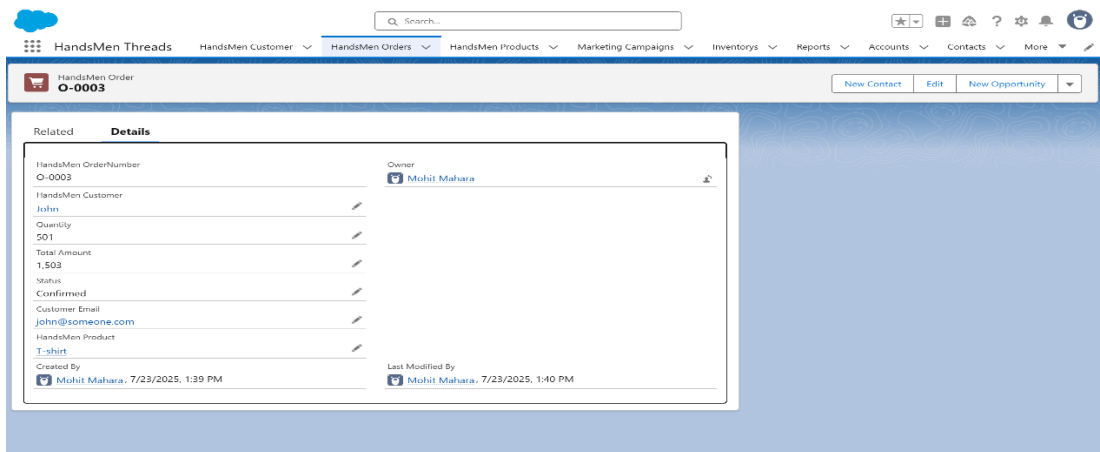 Search...
HandsMen Threads HandsMen Customer HandsMen Orders HandsMen Products Marketing Campaigns Inventorys Reports Accounts Contacts More
HandsMen Order
O-0003
New Contact Edit New Opportunity
Related Details
HandsMen OrderNumber
O-0003
Owner
Mohit Mahara
HandsMen Customer
John
Quantity
501
Total Amount
1,503
Status
Confirmed
Customer Email
john@someone.com
HandsMen Product
T-shirt
Created By
Mohit Mahara, 7/23/2025, 1:39 PM
Last Modified By
Mohit Mahara, 7/23/2025, 1:40 PM